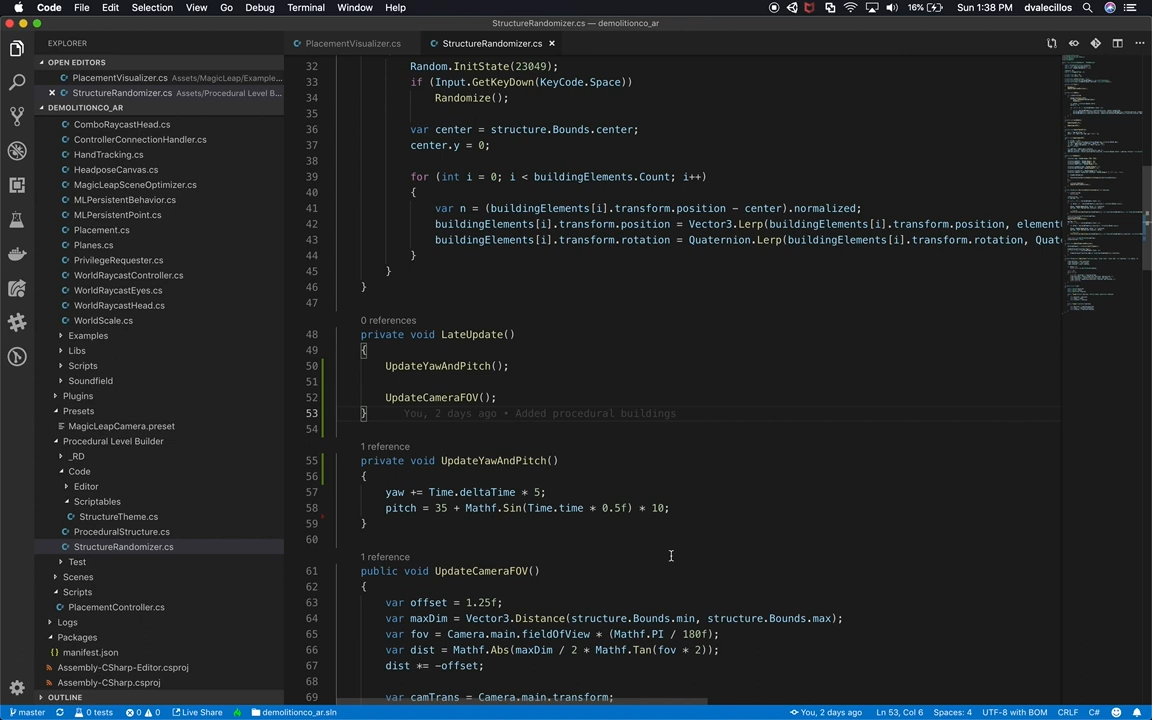 Code File Edit Selection View Go Debug Terminal Window Help 16% Sun 1:38 PM dvalecillos
StructureRandomizer.cs — demolitionco_ar
EXPLORER
PlacementVisualizer.cs
StructureRandomizer.cs
OPEN EDITORS
PlacementVisualizer.cs Assets/MagicLeap/Example...
StructureRandomizer.cs Assets/Procedural Level B...
DEMOLITIONCO_AR
ComboRaycastHead.cs
ControllerConnectionHandler.cs
HandTracking.cs
HeadposeCanvas.cs
MagicLeapSceneOptimizer.cs
MLPersistentBehavior.cs
MLPersistentPoint.cs
Placement.cs
Planes.cs
PrivilegeRequester.cs
WorldRaycastController.cs
WorldRaycastEyes.cs
WorldRaycastHead.cs
WorldScale.cs
Examples
Libs
Scripts
Soundfield
Plugins
Presets
MagicLeapCamera.preset
Procedural Level Builder
_RD
Code
Editor
Scriptables
StructureTheme.cs
ProceduralStructure.cs
StructureRandomizer.cs
Test
Scenes
Scripts
PlacementController.cs
Logs
Packages
manifest.json
Assembly-CSharp-Editor.csproj
Assembly-CSharp.csproj
OUTLINE
32 Random.InitState(23049);
33 if (Input.GetKeyDown(KeyCode.Space))
34 Randomize();
35
36 var center = structure.Bounds.center;
37 center.y = 0;
38
39 for (int i = 0; i < buildingElements.Count; i++)
40 {
41 var n = (buildingElements[i].transform.position - center).normalized;
42 buildingElements[i].transform.position = Vector3.Lerp(buildingElements[i].transform.position, element
43 buildingElements[i].transform.rotation = Quaternion.Lerp(buildingElements[i].transform.rotation, Quat
44 }
45 }
46 }
47
0 references
48 private void LateUpdate()
49 {
50 UpdateYawAndPitch();
51
52 UpdateCameraFOV();
53 } You, 2 days ago • Added procedural buildings
54
1 reference
55 private void UpdateYawAndPitch()
56 {
57 yaw += Time.deltaTime * 5;
58 pitch = 35 + Mathf.Sin(Time.time * 0.5f) * 10;
59 }
60
1 reference
61 public void UpdateCameraFOV()
62 {
63 var offset = 1.25f;
64 var maxDim = Vector3.Distance(structure.Bounds.min, structure.Bounds.max);
65 var fov = Camera.main.fieldOfView * (Mathf.PI / 180f);
66 var dist = Mathf.Abs(maxDim / 2 * Mathf.Tan(fov * 2));
67 dist *= -offset;
68
69 var camTrans = Camera.main.transform;
master 0 tests 0 0 Live Share demolitionco_ar.sln You, 2 days ago Ln 53, Col 6 Spaces: 4 UTF-8 with BOM CRLF C#